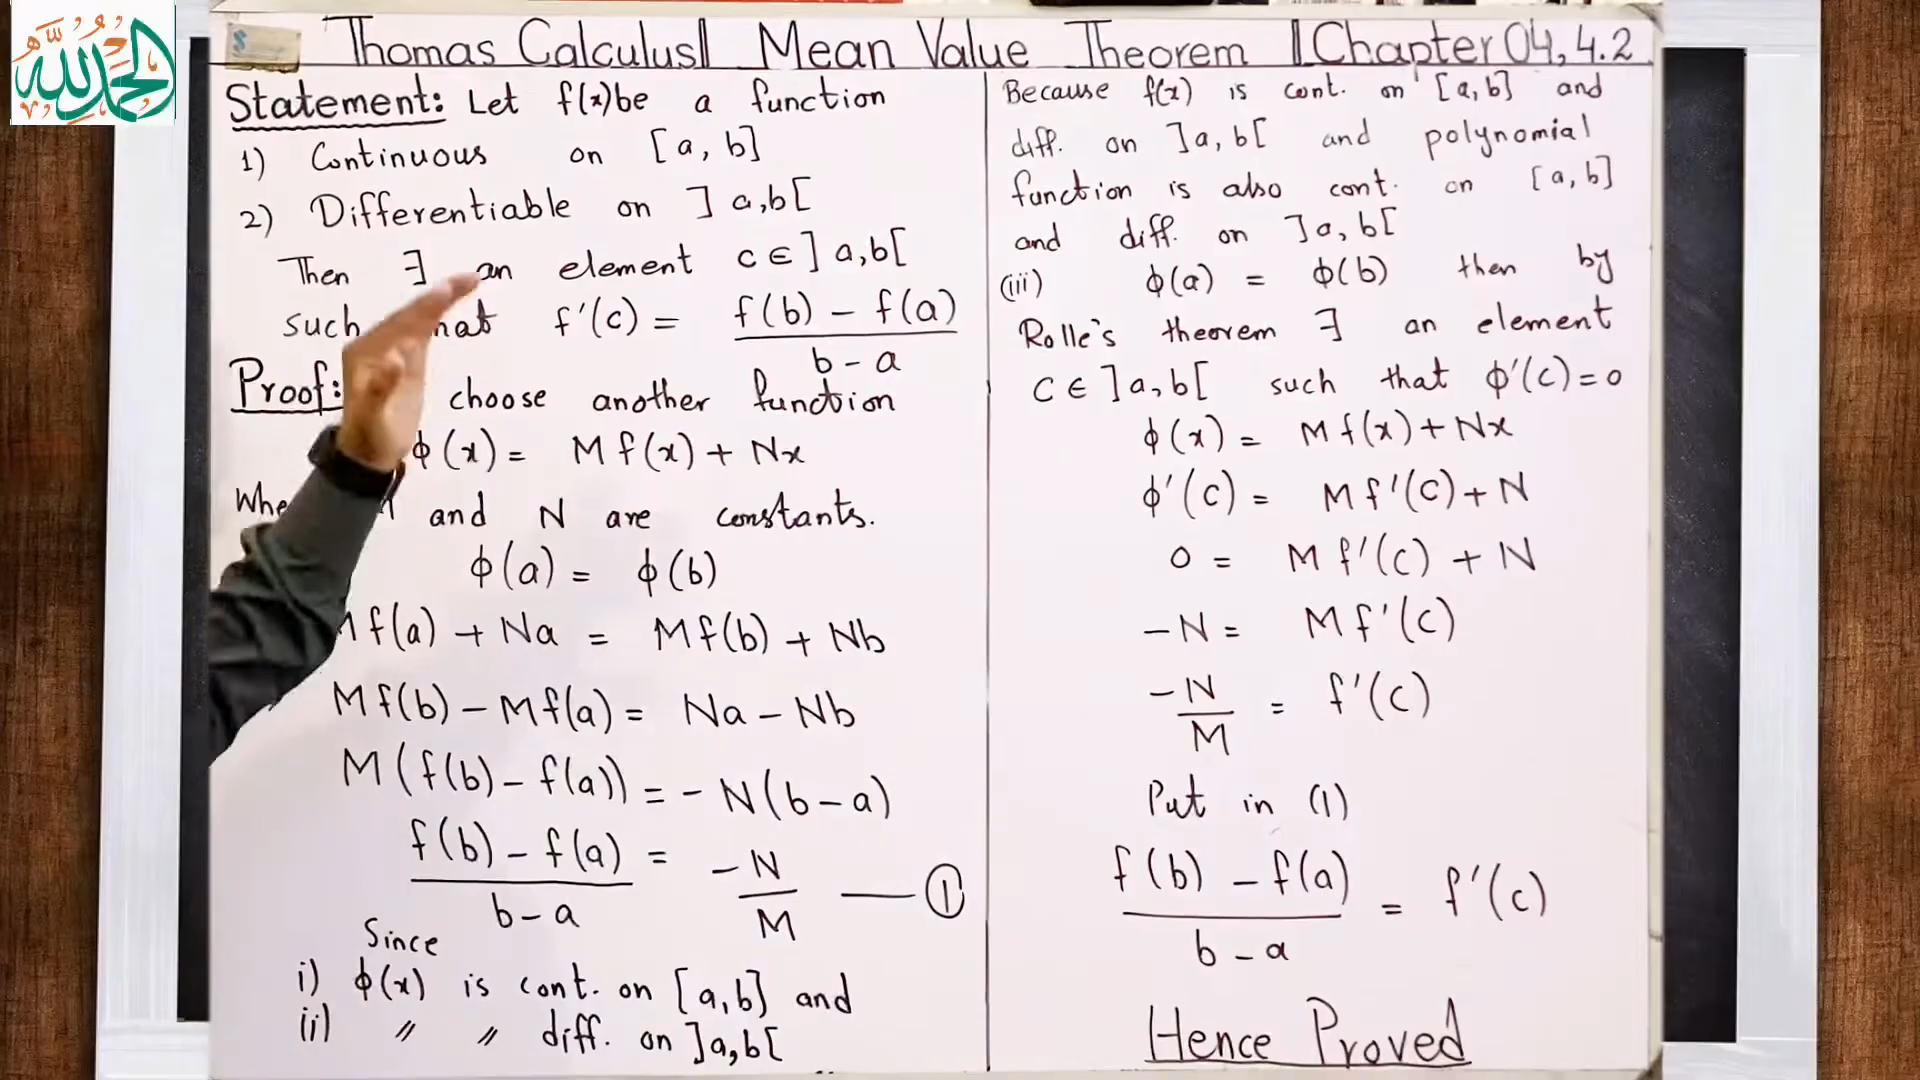 الحمد لله
Thomas Calculus || Mean Value Theorem || Chapter 04, 4.2
Statement: Let f(x) be a function
1) Continuous on [a, b]
2) Differentiable on ]a,b[
Then ∃ an element c ∈ ]a,b[
such f'(c) = f(b) - f(a) / b - a
Proof: choose another function
ϕ(x) = M f(x) + Nx
and N are constants.
ϕ(a) = ϕ(b)
Mf(a) + Na = Mf(b) + Nb
Mf(b) - Mf(a) = Na - Nb
M(f(b) - f(a)) = - N(b - a)
f(b) - f(a) / b - a = -N / M —— ①
Since
i) ϕ(x) is cont. on [a,b] and
ii) 〃 〃 diff. on ]a,b[
Because f(x) is cont. on [a,b] and
diff. on ]a,b[ and polynomial
function is also cont. on [a,b]
and diff. on ]a,b[
(iii) ϕ(a) = ϕ(b) then by
Rolle's theorem ∃ an element
C ∈ ]a,b[ such that ϕ'(c) = 0
ϕ(x) = M f(x) + Nx
ϕ'(c) = M f'(c) + N
0 = M f'(c) + N
-N = M f'(c)
-N / M = f'(c)
Put in (1)
f(b) - f(a) / b - a = f'(c)
Hence Proved